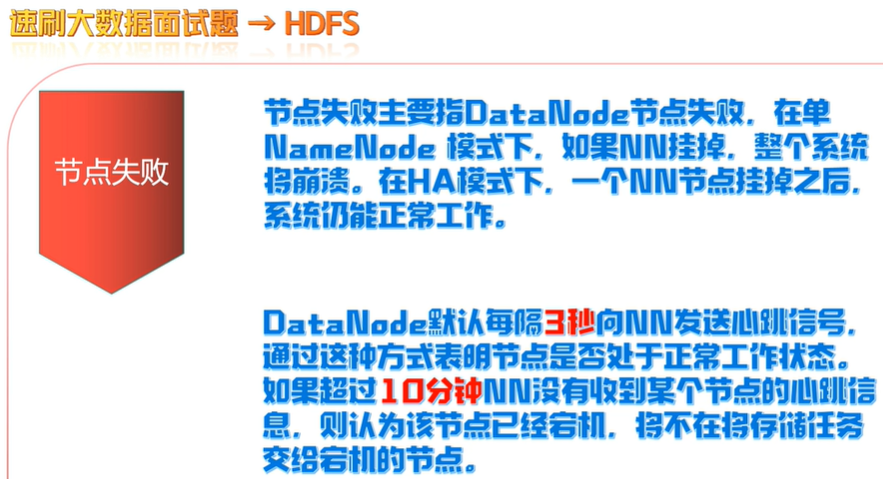 速刷大数据面试题 → HDFS
节点失败
节点失败主要指DataNode节点失败，在单
NameNode 模式下，如果NN挂掉，整个系统
将崩溃。在HA模式下，一个NN节点挂掉之后，
系统仍能正常工作。
DataNode默认每隔3秒向NN发送心跳信号，
通过这种方式表明节点是否处于正常工作状态。
如果超过10分钟NN没有收到某个节点的心跳信
息，则认为该节点已经宕机，将不在将存储任务
交给宕机的节点。